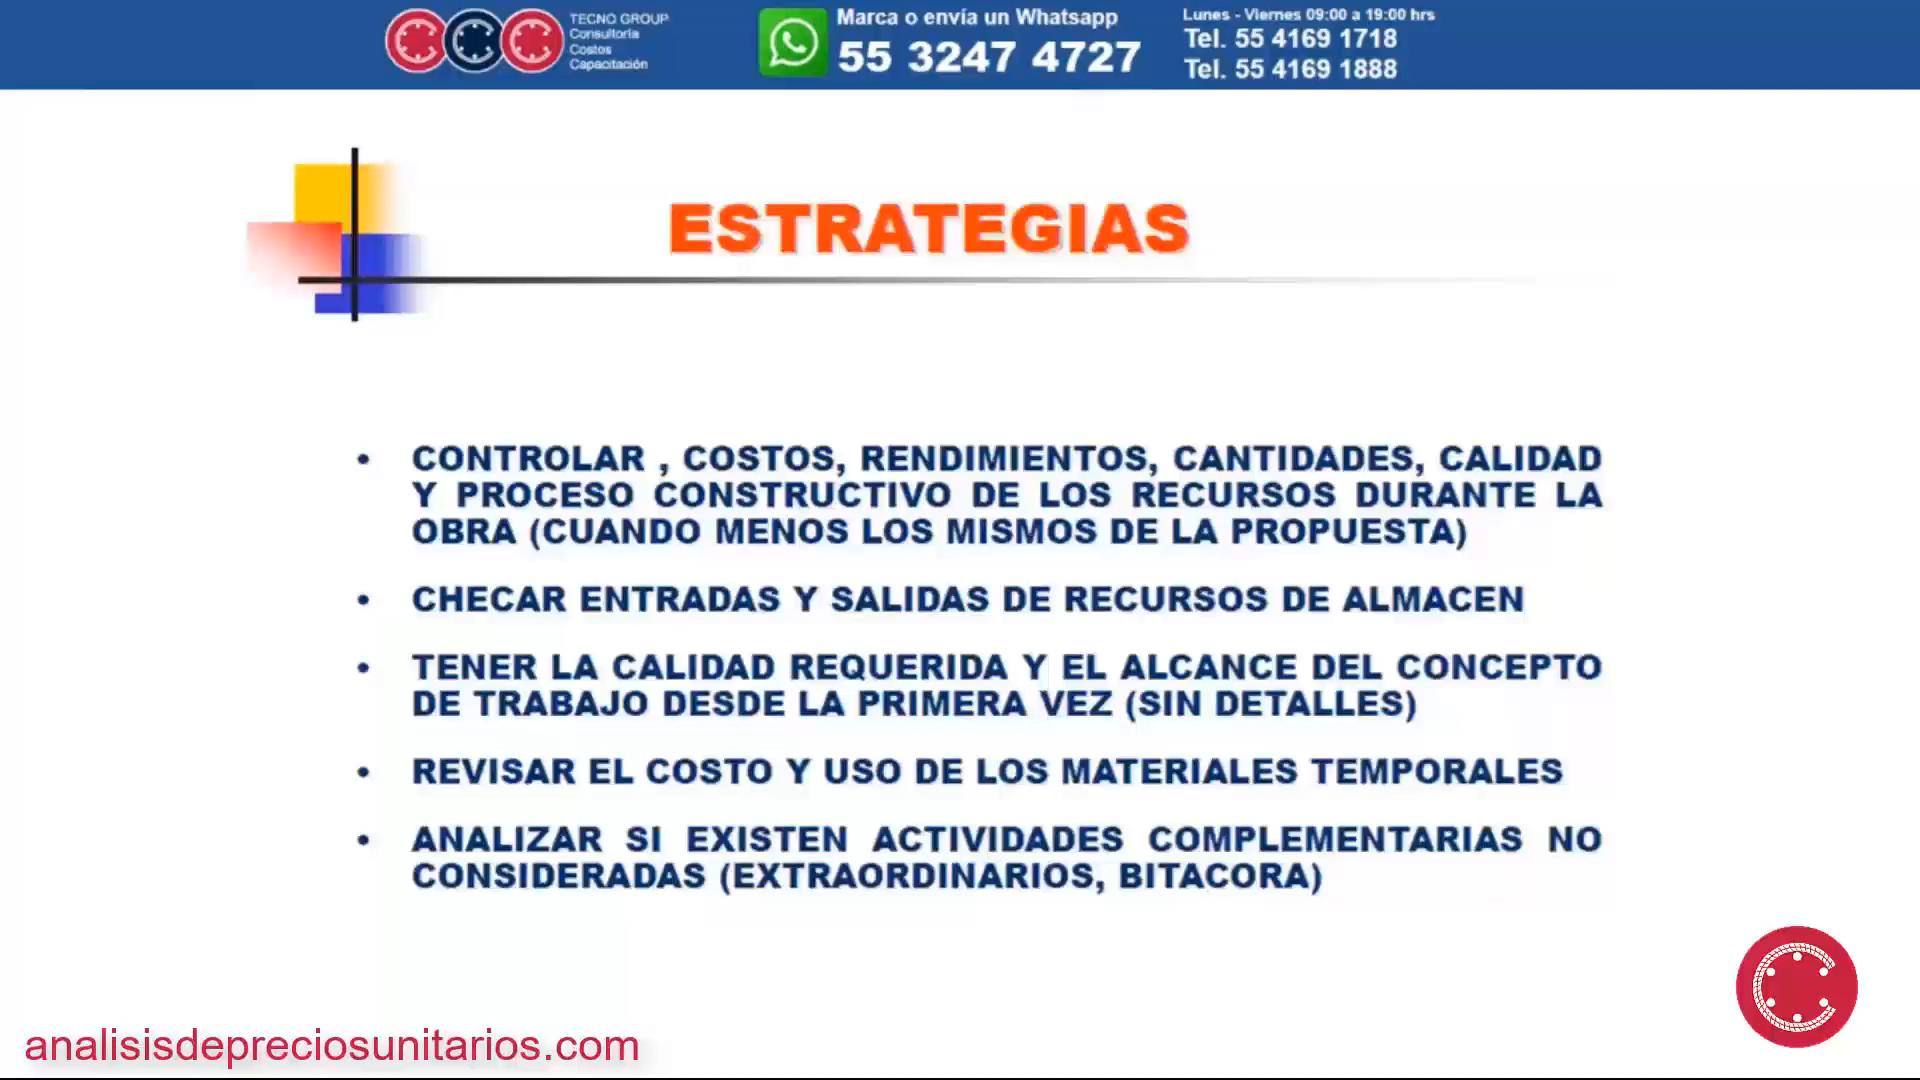 TECNO GROUP
Consultoría
Costos
Capacitación
Marca o envía un Whatsapp
55 3247 4727
Lunes - Viernes 09:00 a 19:00 hrs
Tel. 55 4169 1718
Tel. 55 4169 1888
ESTRATEGIAS
• CONTROLAR , COSTOS, RENDIMIENTOS, CANTIDADES, CALIDAD
Y PROCESO CONSTRUCTIVO DE LOS RECURSOS DURANTE LA
OBRA (CUANDO MENOS LOS MISMOS DE LA PROPUESTA)
• CHECAR ENTRADAS Y SALIDAS DE RECURSOS DE ALMACEN
• TENER LA CALIDAD REQUERIDA Y EL ALCANCE DEL CONCEPTO
DE TRABAJO DESDE LA PRIMERA VEZ (SIN DETALLES)
• REVISAR EL COSTO Y USO DE LOS MATERIALES TEMPORALES
• ANALIZAR SI EXISTEN ACTIVIDADES COMPLEMENTARIAS NO
CONSIDERADAS (EXTRAORDINARIOS, BITACORA)
analisisdepreciosunitarios.com